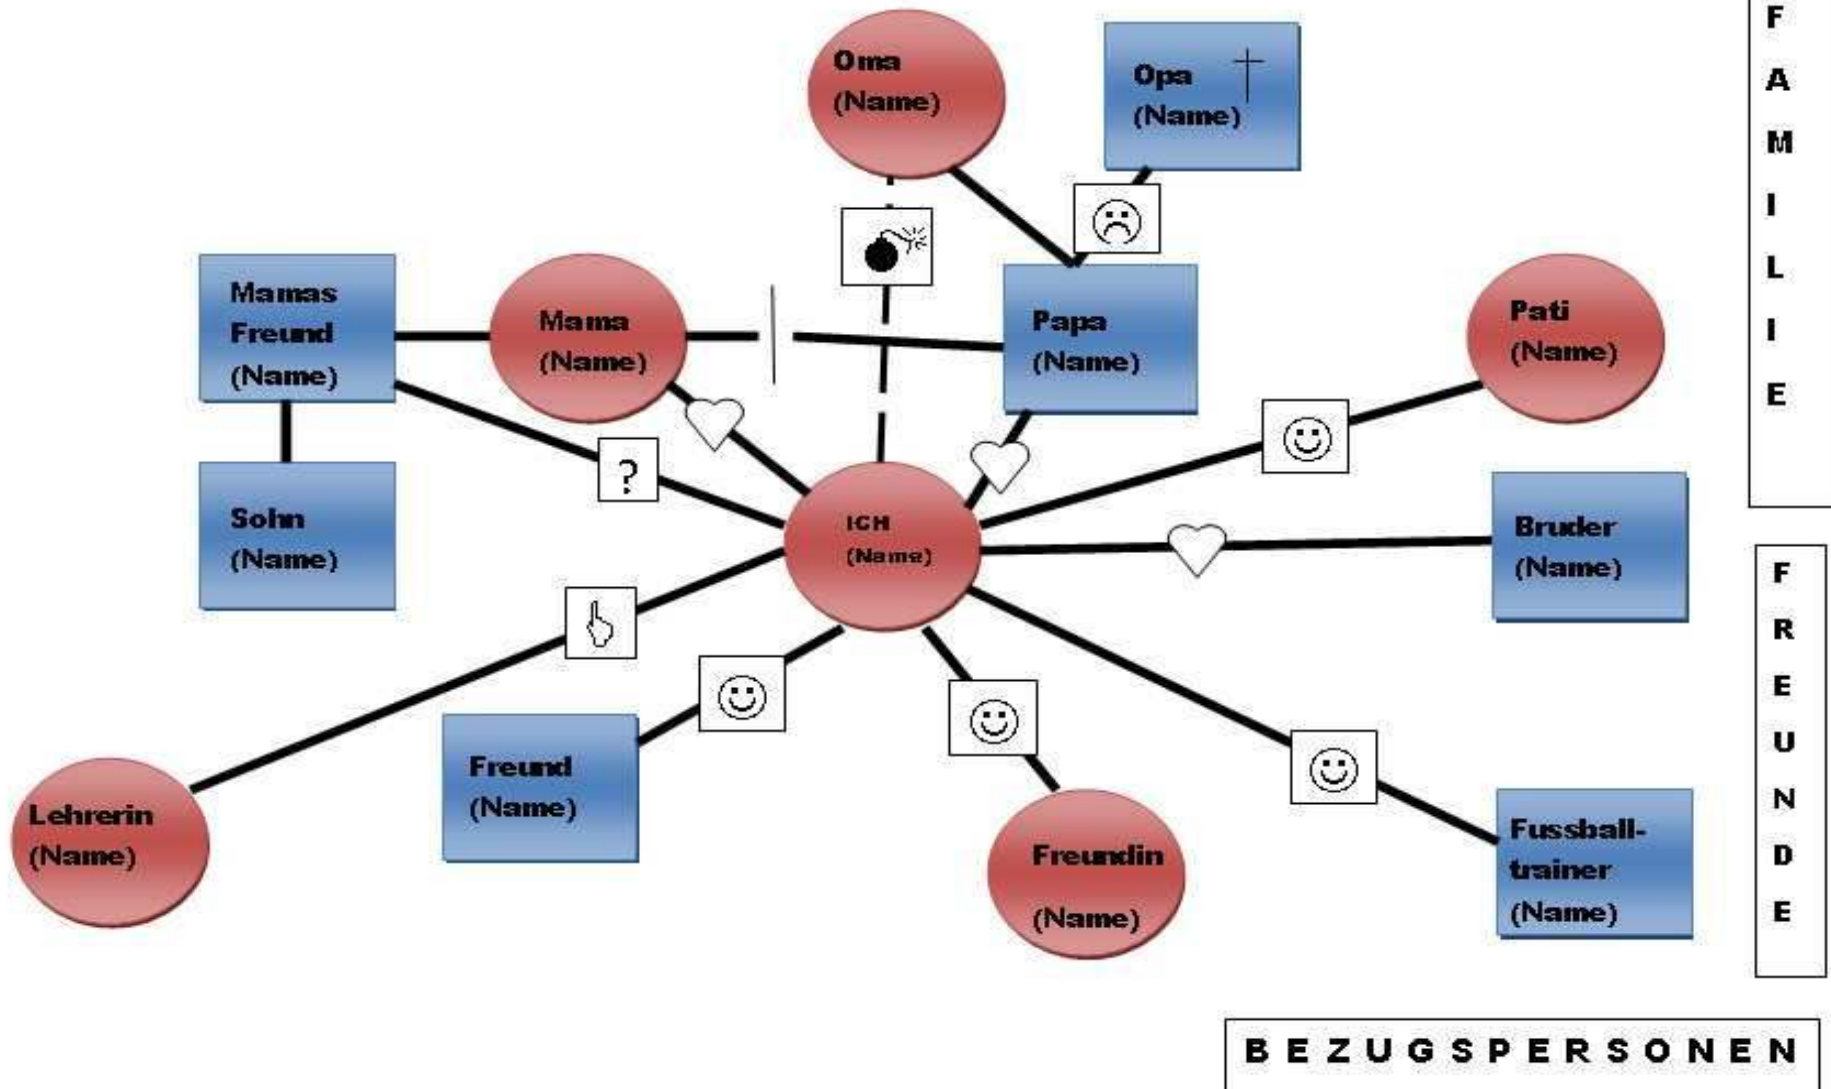 Oma
(Name)
Opa
(Name)
Mamas
Freund
(Name)
Mama
(Name)
Papa
(Name)
Pati
(Name)
?
Sohn
(Name)
ICH
(Name)
Bruder
(Name)
Lehrerin
(Name)
Freund
(Name)
Freundin
(Name)
Fussball-
trainer
(Name)
F
A
M
I
L
I
E
F
R
E
U
N
D
E
B E Z U G S P E R S O N E N